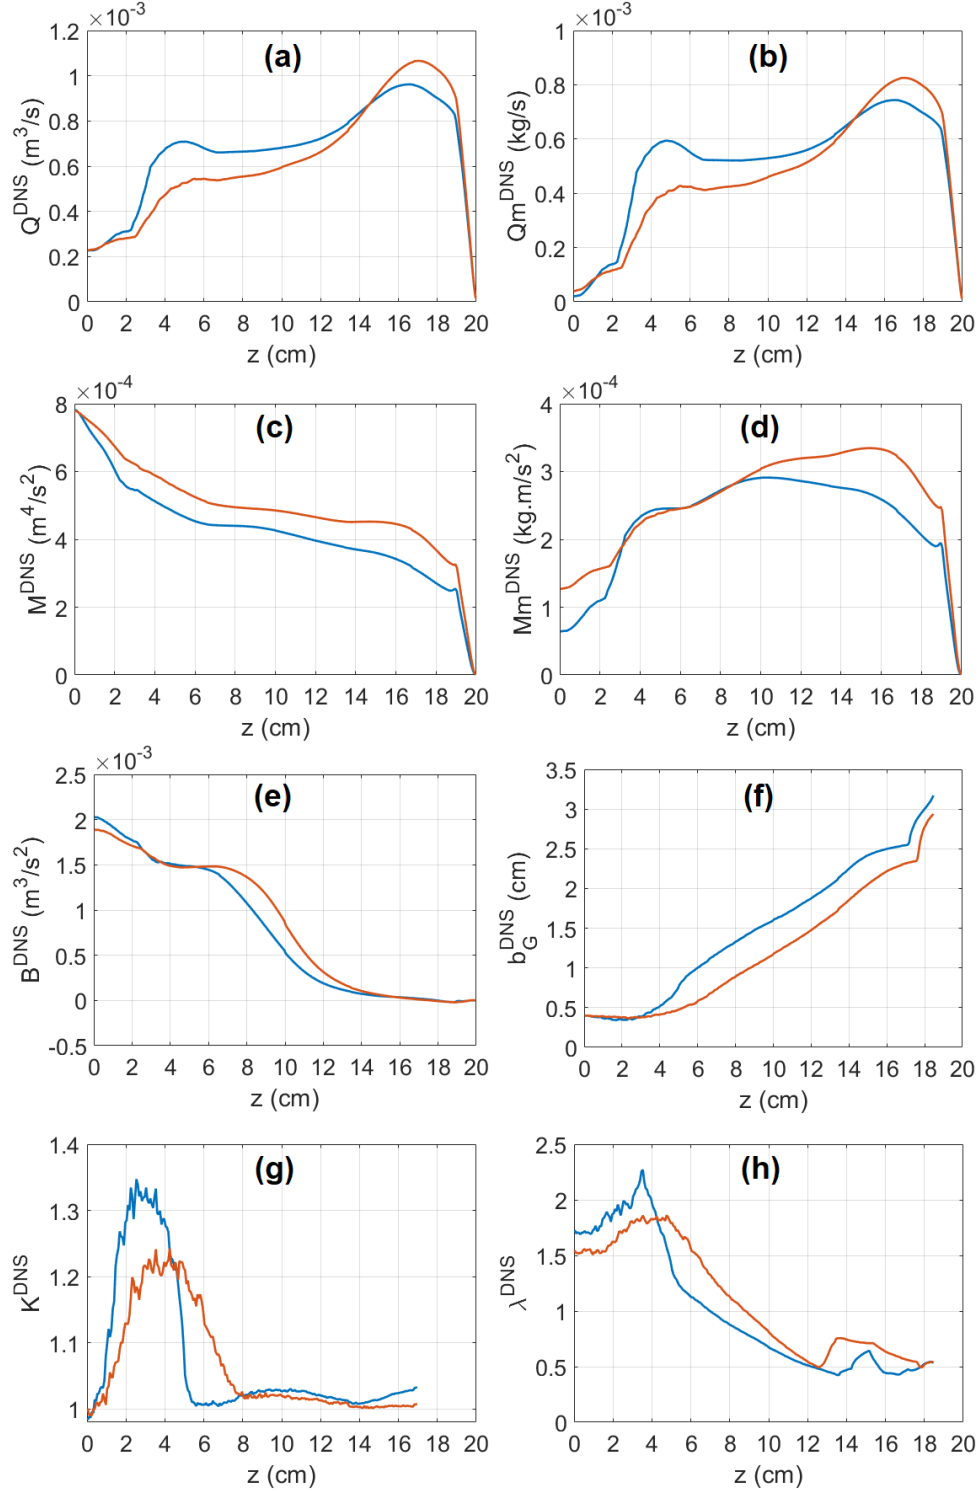 ×10⁻³ ×10⁻³
(a) (b)
1.2 1 0.8 0.6 0.4 0.2 0
Q^DNS (m³/s)
0 2 4 6 8 10 12 14 16 18 20
z (cm)
1 0.8 0.6 0.4 0.2 0
Qm^DNS (kg/s)
0 2 4 6 8 10 12 14 16 18 20
z (cm)
×10⁻⁴ ×10⁻⁴
(c) (d)
8 6 4 2 0
M^DNS (m⁴/s²)
0 2 4 6 8 10 12 14 16 18 20
z (cm)
4 3 2 1 0
Mm^DNS (kg.m/s²)
0 2 4 6 8 10 12 14 16 18 20
z (cm)
×10⁻³
(e) (f)
2.5 2 1.5 1 0.5 0 -0.5
B^DNS (m³/s²)
0 2 4 6 8 10 12 14 16 18 20
z (cm)
3.5 3 2.5 2 1.5 1 0.5 0
b_G^DNS (cm)
0 2 4 6 8 10 12 14 16 18 20
z (cm)
(g) (h)
1.4 1.3 1.2 1.1 1
K^DNS
0 2 4 6 8 10 12 14 16 18 20
z (cm)
2.5 2 1.5 1 0.5 0
λ^DNS
0 2 4 6 8 10 12 14 16 18 20
z (cm)